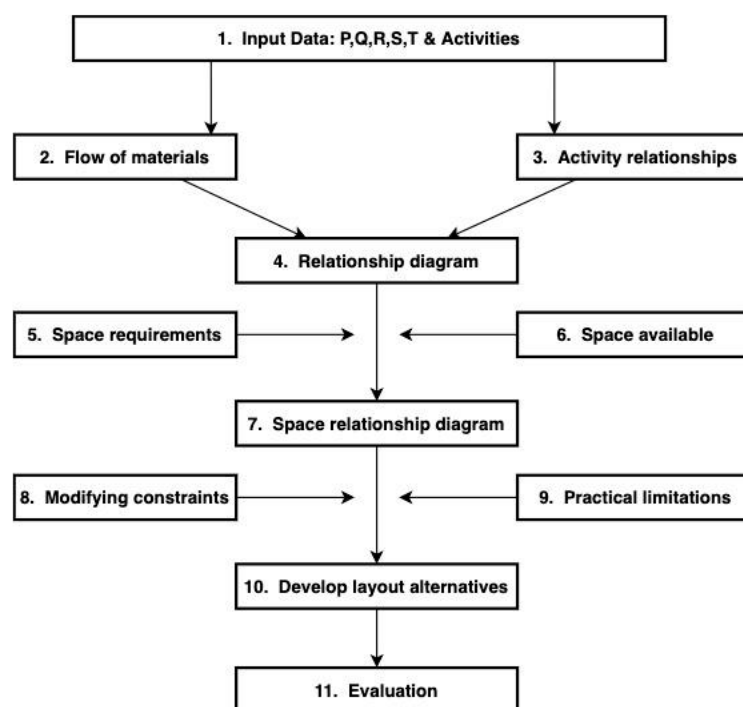 1. Input Data: P,Q,R,S,T & Activities
2. Flow of materials
3. Activity relationships
4. Relationship diagram
5. Space requirements
6. Space available
7. Space relationship diagram
8. Modifying constraints
9. Practical limitations
10. Develop layout alternatives
11. Evaluation